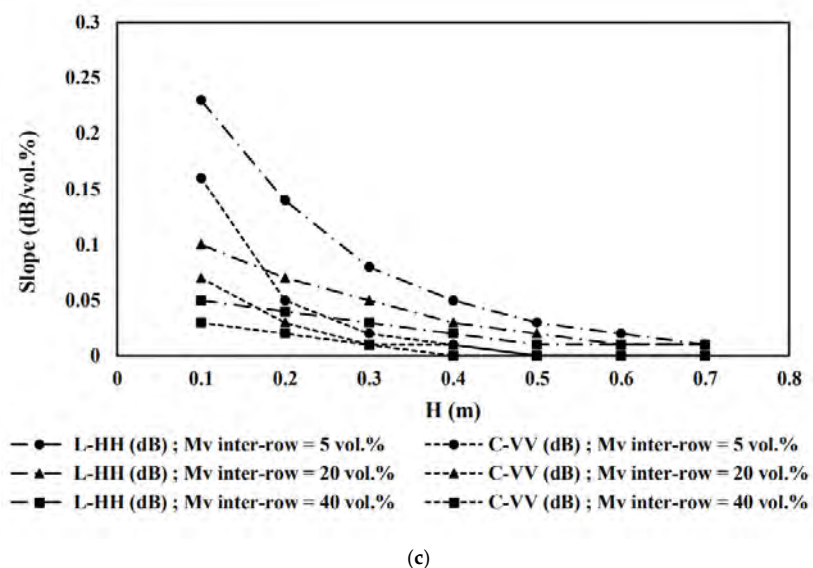 0.3
0.25
0.2
0.15
0.1
0.05
0
Slope (dB/vol.%)
0 0.1 0.2 0.3 0.4 0.5 0.6 0.7 0.8
H (m)
L-HH (dB) ; Mv inter-row = 5 vol.% C-VV (dB) ; Mv inter-row = 5 vol.%
L-HH (dB) ; Mv inter-row = 20 vol.% C-VV (dB) ; Mv inter-row = 20 vol.%
L-HH (dB) ; Mv inter-row = 40 vol.% C-VV (dB) ; Mv inter-row = 40 vol.%
(c)